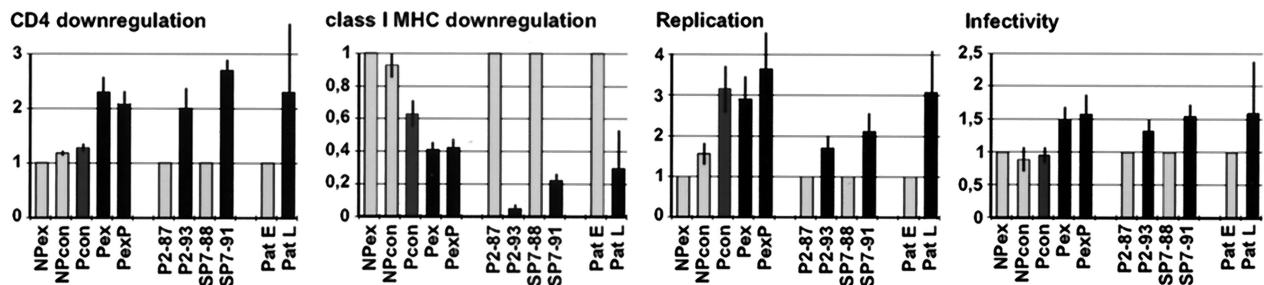 CD4 downregulation
3
2
1
0
NPex
NPcon
Pcon
Pex
PexP
P2-87
P2-93
SP7-88
SP7-91
Pat E
Pat L
class I MHC downregulation
1
0,8
0,6
0,4
0,2
0
NPex
NPcon
Pcon
Pex
PexP
P2-87
P2-93
SP7-88
SP7-91
Pat E
Pat L
Replication
4
3
2
1
0
NPex
NPcon
Pcon
Pex
PexP
P2-87
P2-93
SP7-88
SP7-91
Pat E
Pat L
Infectivity
2,5
2
1,5
1
0,5
0
NPex
NPcon
Pcon
Pex
PexP
P2-87
P2-93
SP7-88
SP7-91
Pat E
Pat L